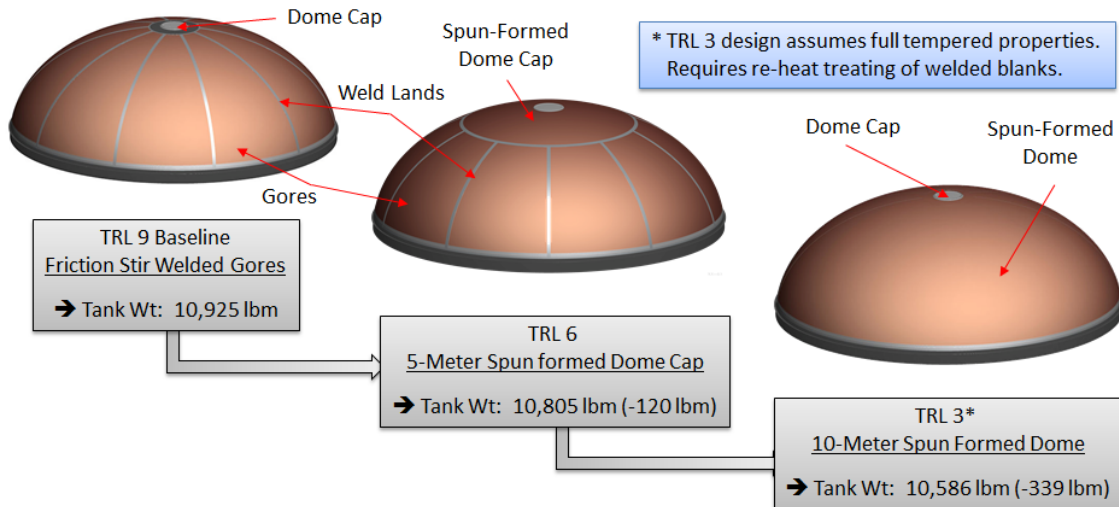 Dome Cap
Spun-Formed
Dome Cap
* TRL 3 design assumes full tempered properties.
Requires re-heat treating of welded blanks.
Weld Lands
Gores
Dome Cap
Spun-Formed
Dome
TRL 9 Baseline
Friction Stir Welded Gores
➔ Tank Wt: 10,925 lbm
TRL 6
5-Meter Spun formed Dome Cap
➔ Tank Wt: 10,805 lbm (-120 lbm)
TRL 3*
10-Meter Spun Formed Dome
➔ Tank Wt: 10,586 lbm (-339 lbm)